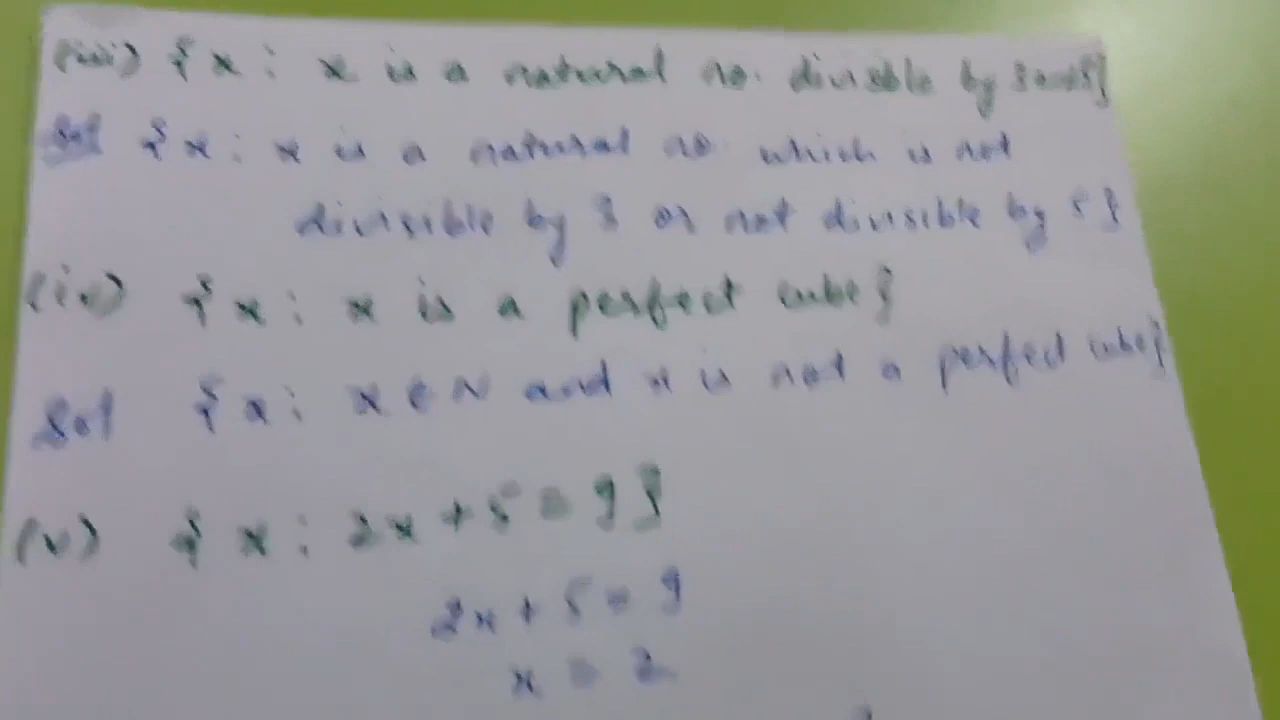 (iii) {x : x is a natural no. divisible by 3 and 5}
Sol {x : x is a natural no. which is not
divisible by 3 or not divisible by 5}
(iv) {x : x is a perfect cube}
Sol {x : x ∈ N and x is not a perfect cube}
(v) {x : 2x + 5 = 9}
2x + 5 = 9
x = 2